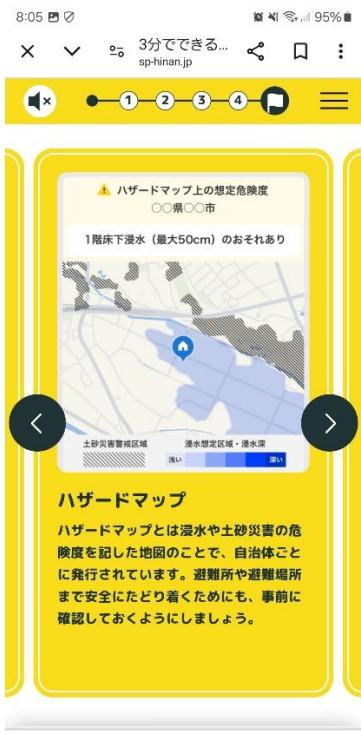 8:05
95%
3分でできる...
sp-hinan.jp
1 2 3 4
ハザードマップ上の想定危険度
〇〇県〇〇市
1階床下浸水（最大50cm）のおそれあり
土砂災害警戒区域 浸水想定区域・浸水深
浅い 深い
ハザードマップ
ハザードマップとは浸水や土砂災害の危
険度を記した地図のことで、自治体ごと
に発行されています。避難所や避難場所
まで安全にたどり着くためにも、事前に
確認しておくようにしましょう。